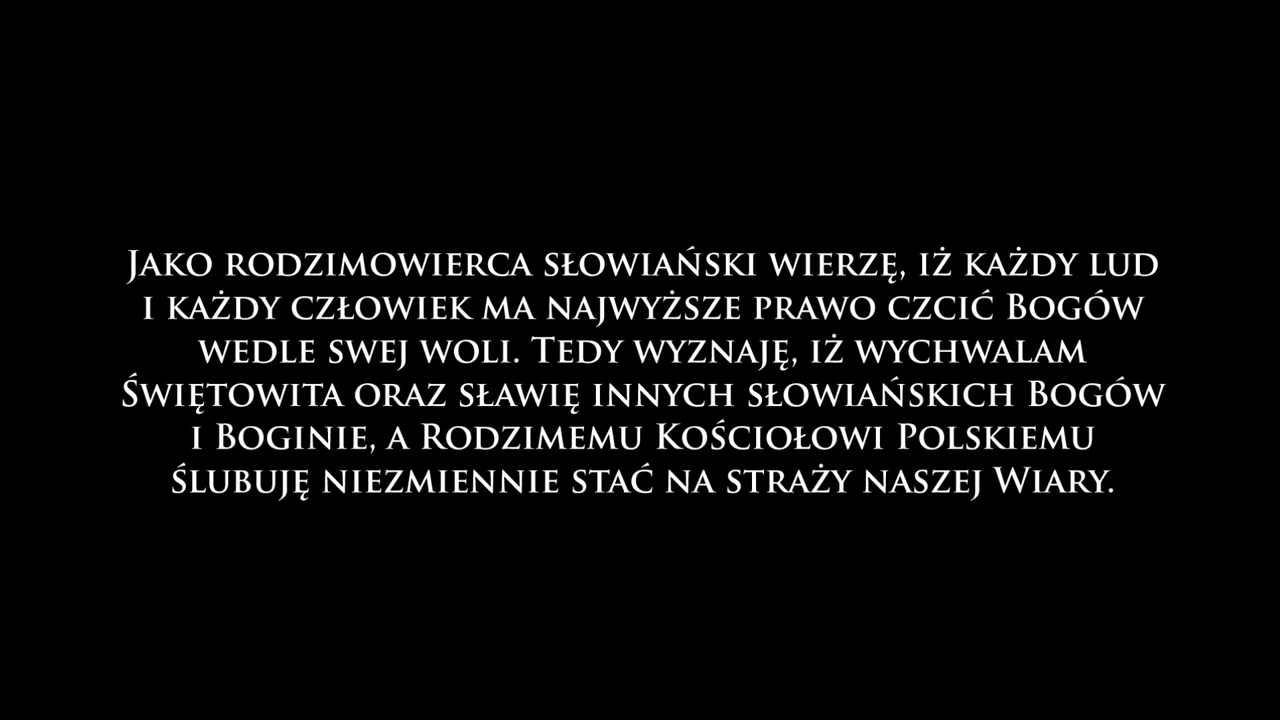 Jako rodzimowierca słowiański wierzę, iż każdy lud
i każdy człowiek ma najwyższe prawo czcić Bogów
wedle swej woli. Tedy wyznaję, iż wychwalam
Świętowita oraz sławię innych słowiańskich Bogów
i Boginie, a Rodzimemu Kościołowi Polskiemu
ślubuję niezmiennie stać na straży naszej Wiary.